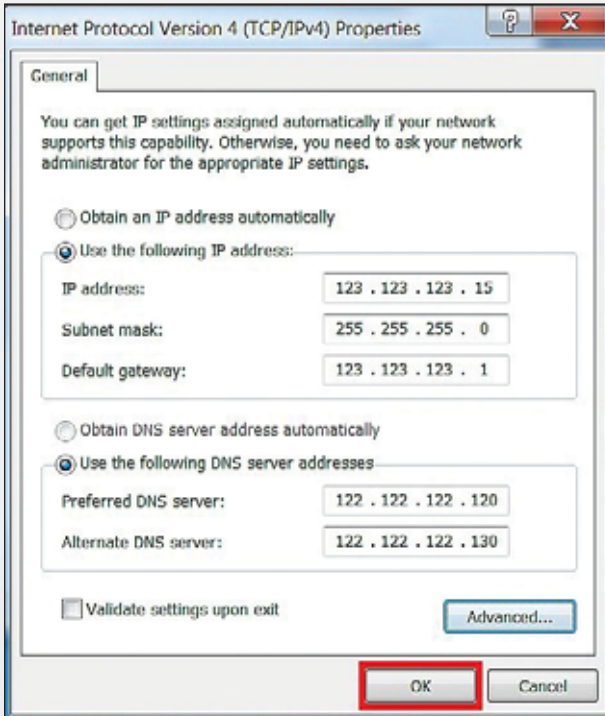 Internet Protocol Version 4 (TCP/IPv4) Properties
General
You can get IP settings assigned automatically if your network
supports this capability. Otherwise, you need to ask your network
administrator for the appropriate IP settings.
Obtain an IP address automatically
Use the following IP address:
IP address: 123 . 123 . 123 . 15
Subnet mask: 255 . 255 . 255 . 0
Default gateway: 123 . 123 . 123 . 1
Obtain DNS server address automatically
Use the following DNS server addresses
Preferred DNS server: 122 . 122 . 122 . 120
Alternate DNS server: 122 . 122 . 122 . 130
Validate settings upon exit
Advanced...
OK Cancel